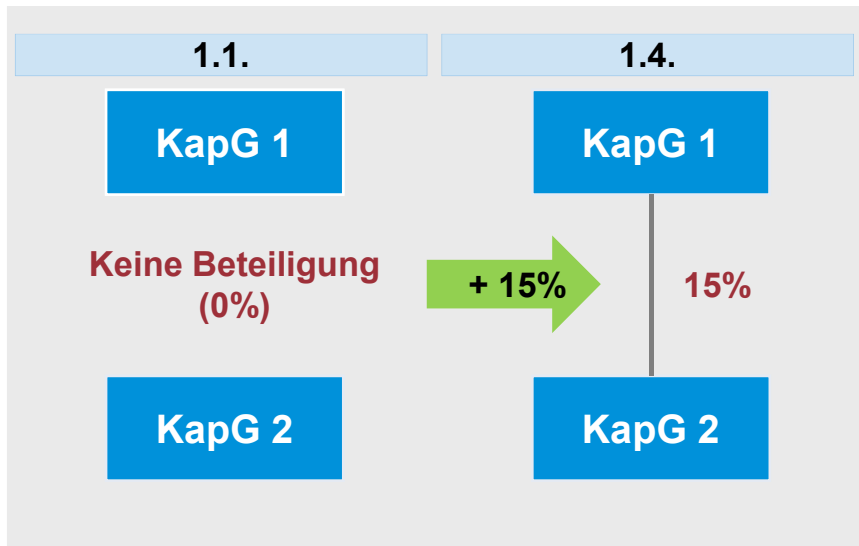 1.1.
1.4.
KapG 1
KapG 1
Keine Beteiligung
(0%)
+ 15%
15%
KapG 2
KapG 2